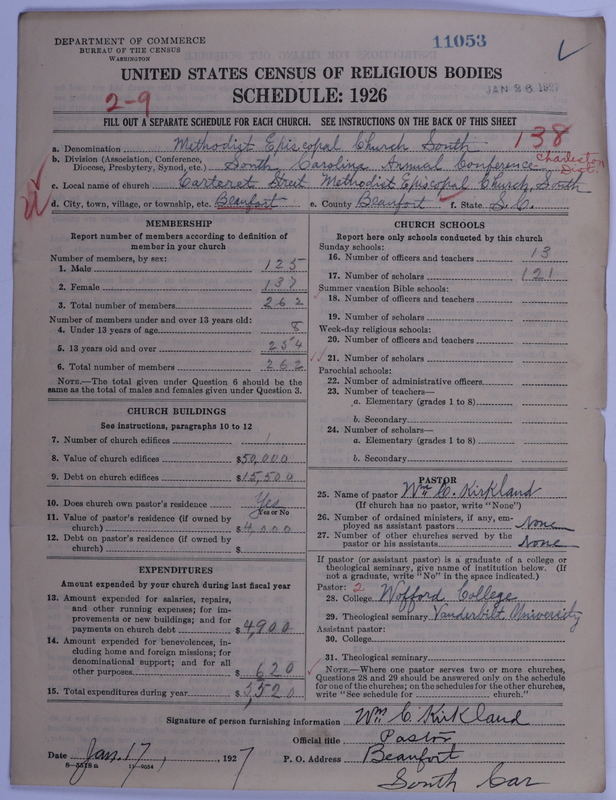 DEPARTMENT OF COMMERCE
BUREAU OF THE CENSUS
WASHINGTON
11053
JAN 26 1927
UNITED STATES CENSUS OF RELIGIOUS BODIES
SCHEDULE: 1926
2-9
FILL OUT A SEPARATE SCHEDULE FOR EACH CHURCH. SEE INSTRUCTIONS ON THE BACK OF THIS SHEET
138
a. Denomination Methodist Episcopal Church South
b. Division (Association, Conference, Diocese, Presbytery, Synod, etc.) South Carolina Annual Conference Charleston Dist.
c. Local name of church Carteret Street Methodist Episcopal Church, South
d. City, town, village, or township, etc. Beaufort e. County Beaufort f. State S.C.
MEMBERSHIP
Report number of members according to definition of
member in your church
Number of members, by sex:
1. Male 125
2. Female 137
3. Total number of members 262
Number of members under and over 13 years old:
4. Under 13 years of age 8
5. 13 years old and over 254
6. Total number of members 262
NOTE.—The total given under Question 6 should be
same as the total of males and females given under Question 3.
CHURCH BUILDINGS
See instructions, paragraphs 10 to 12
7. Number of church edifices 1
8. Value of church edifices $50,000
9. Debt on church edifices $15,500
10. Does church own pastor's residence Yes
Yes or No
11. Value of pastor's residence (if owned by
church) $4,000
12. Debt on pastor's residence (if owned by
church) $
EXPENDITURES
Amount expended by your church during last fiscal year
13. Amount expended for salaries, repairs,
and other running expenses; for im-
provements or new buildings; and for
payments on church debt $4,900
14. Amount expended for benevolences, in-
cluding home and foreign missions; for
denominational support; and for all
other purposes $620
15. Total expenditures during year $5,520
CHURCH SCHOOLS
Report here only schools conducted by this church
Sunday schools:
16. Number of officers and teachers 13
17. Number of scholars 121
Summer vacation Bible schools:
18. Number of officers and teachers
19. Number of scholars
Week-day religious schools:
20. Number of officers and teachers
21. Number of scholars
Parochial schools:
22. Number of administrative officers
23. Number of teachers—
a. Elementary (grades 1 to 8)
b. Secondary
24. Number of scholars—
a. Elementary (grades 1 to 8)
b. Secondary
PASTOR
25. Name of pastor Wm C. Kirkland
(If church has no pastor, write "None")
26. Number of ordained ministers, if any, em-
ployed as assistant pastors None
27. Number of other churches served by the
pastor or his assistants None
If pastor (or assistant pastor) is a graduate of a college or
theological seminary, give name of institution below. (If
not a graduate, write "No" in the space indicated.)
Pastor: 2
28. College Wofford College
29. Theological seminary Vanderbilt University
Assistant pastor:
30. College
31. Theological seminary
NOTE.—Where one pastor serves two or more churches,
Questions 28 and 29 should be answered only on the schedule
for one of the churches; on the schedules for the other churches,
write "See schedule for church"
Signature of person furnishing information Wm C Kirkland
Official title Pastor
Date Jan. 17, 1927 P. O. Address Beaufort
South Car
8—5518a 11—9054